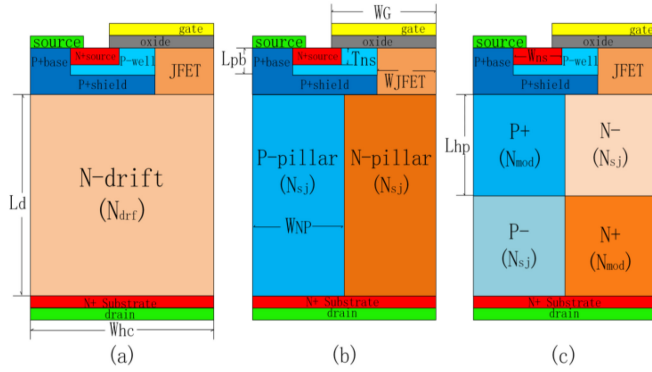 gate
source
oxide
N+source
P+base
P-well
JFET
P+shield
N-drift
(Ndrf)
Ld
N+ Substrate
drain
Whc
(a)
WG
gate
source
oxide
Lpb
P+base
N+source
Tns
WJFET
P+shield
P-pillar
(Nsj)
N-pillar
(Nsj)
WNP
N+ Substrate
drain
(b)
gate
source
oxide
P+base
Wns
P-well
JFET
P+shield
Lhp
P+
(Nmod)
N-
(Nsj)
P-
(Nsj)
N+
(Nmod)
N+ Substrate
drain
(c)